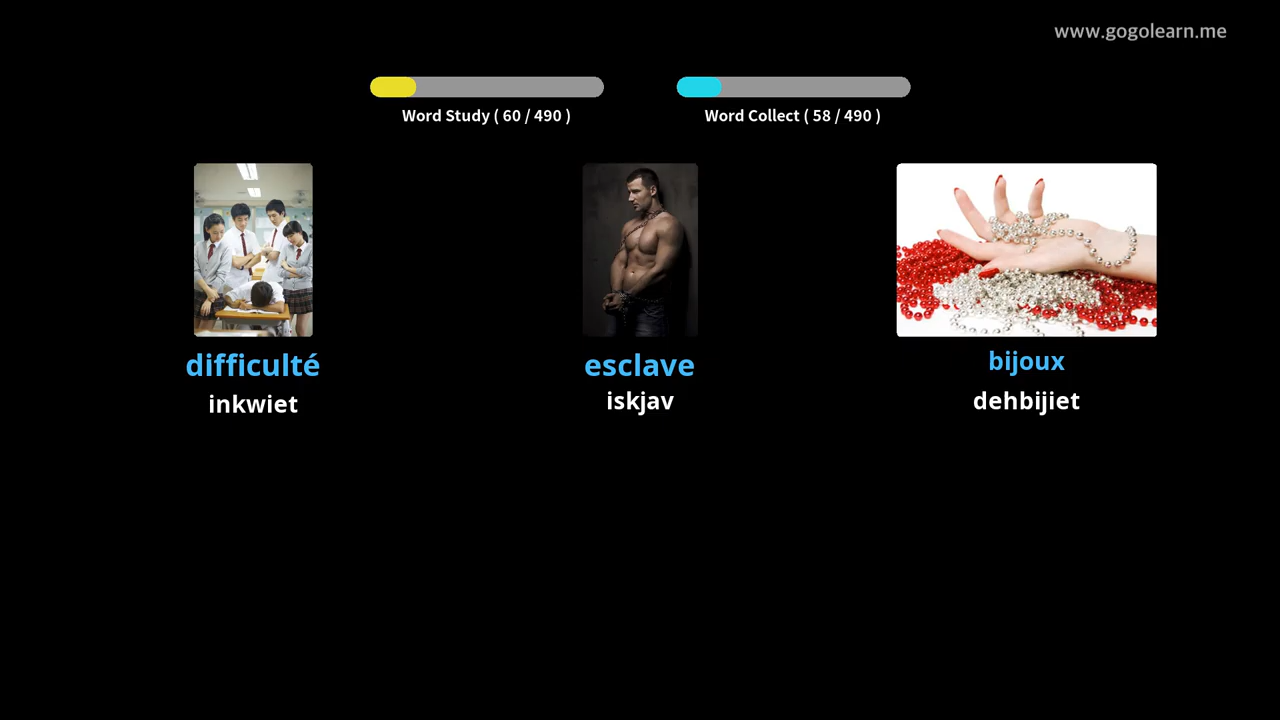 www.gogolearn.me
Word Study ( 60 / 490 )
Word Collect ( 58 / 490 )
difficulté
inkwiet
esclave
iskjav
bijoux
dehbijiet